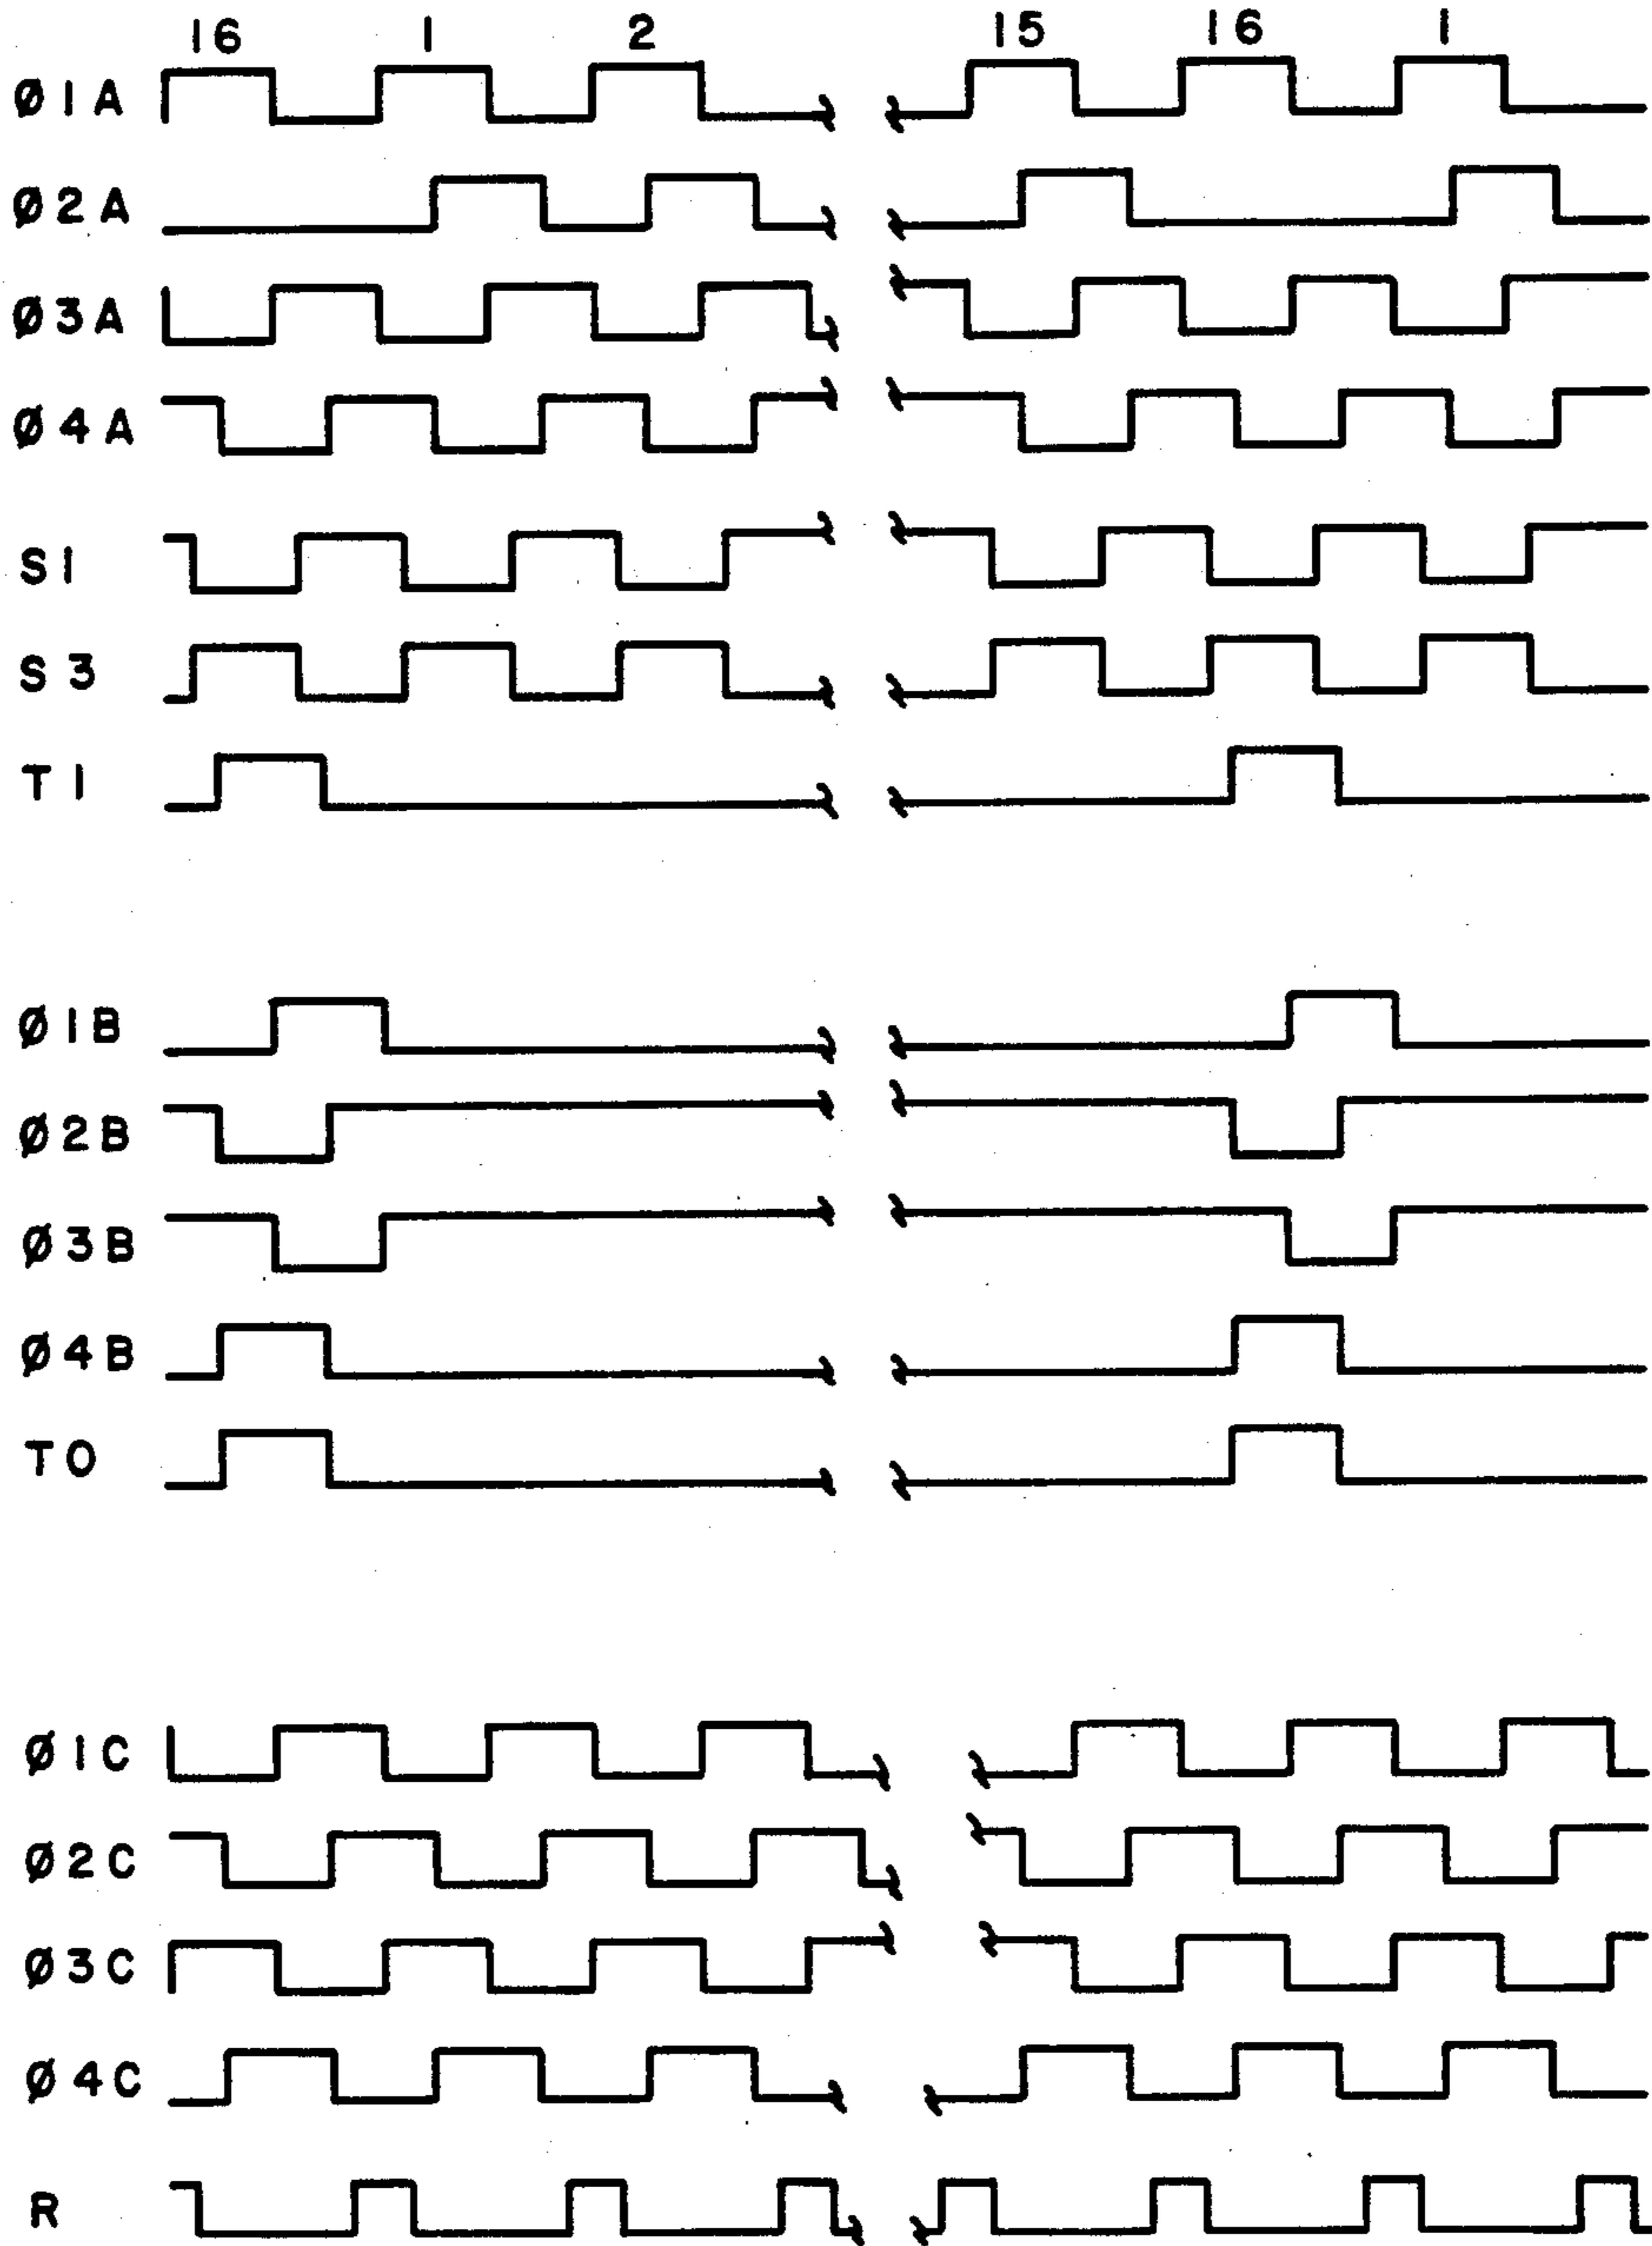 16 1 2 15 16 1
Ø1A
Ø2A
Ø3A
Ø4A
S1
S3
T1
Ø1B
Ø2B
Ø3B
Ø4B
TO
Ø1C
Ø2C
Ø3C
Ø4C
R